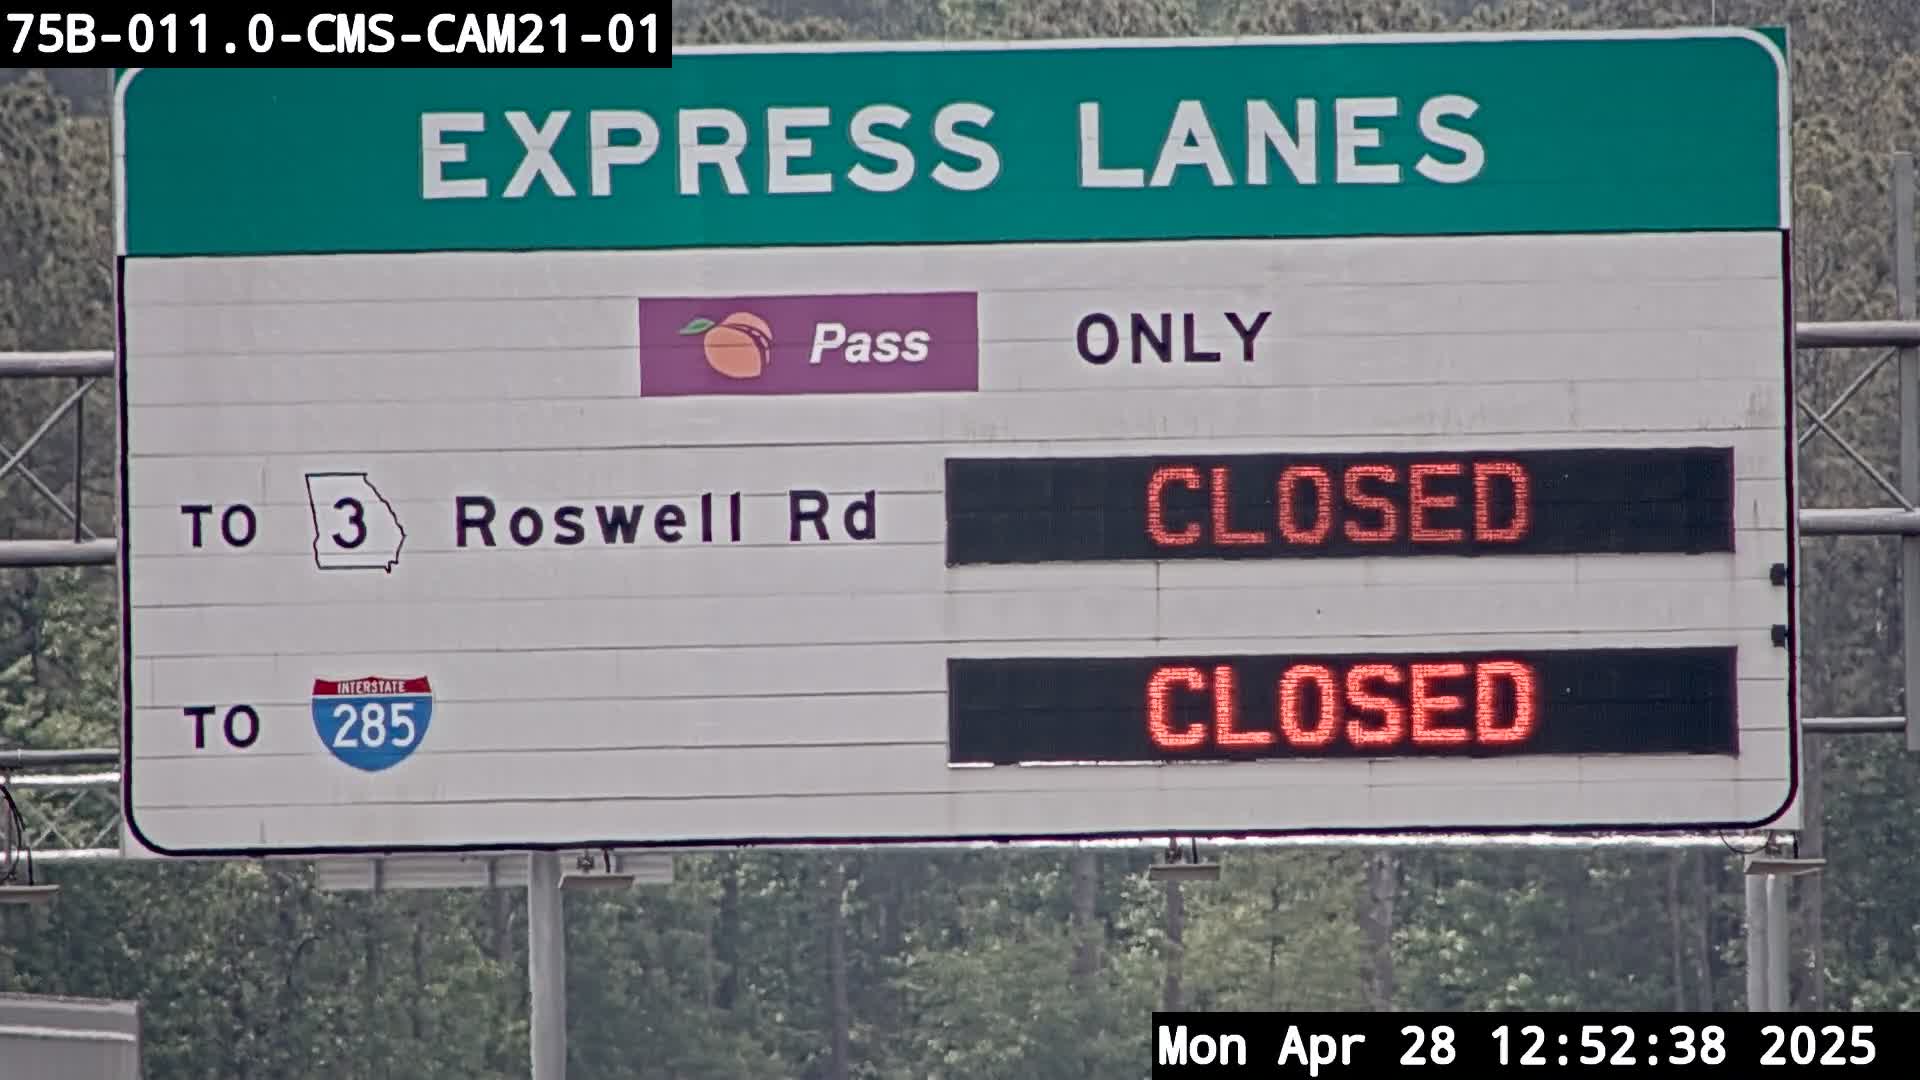 75B-011.0-CMS-CAM21-01
EXPRESS LANES
Pass ONLY
TO 3 Roswell Rd CLOSED
TO INTERSTATE 285 CLOSED
Mon Apr 28 12:52:38 2025